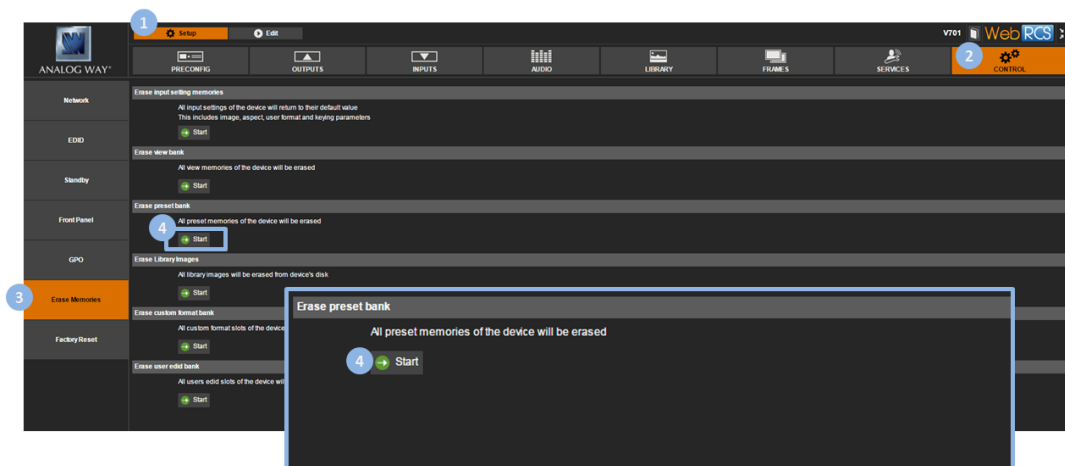 1
Setup
Edit
V701
Web RCS
ANALOG WAY®
PRECONFIG
OUTPUTS
INPUTS
AUDIO
LIBRARY
FRAMES
SERVICES
2
CONTROL
Network
EDID
Standby
Front Panel
GPO
3
Erase Memories
Factory Reset
Erase input setting memories
All input settings of the device will return to their default value
This includes image, aspect, user format and keying parameters
Start
Erase view bank
All view memories of the device will be erased
Start
Erase preset bank
4
All preset memories of the device will be erased
Start
Erase Library Images
All library images will be erased from device's disk
Start
Erase custom format bank
All custom format slots of the device
Start
Erase user edid bank
All users edid slots of the device wil
Start
Erase preset bank
All preset memories of the device will be erased
4
Start